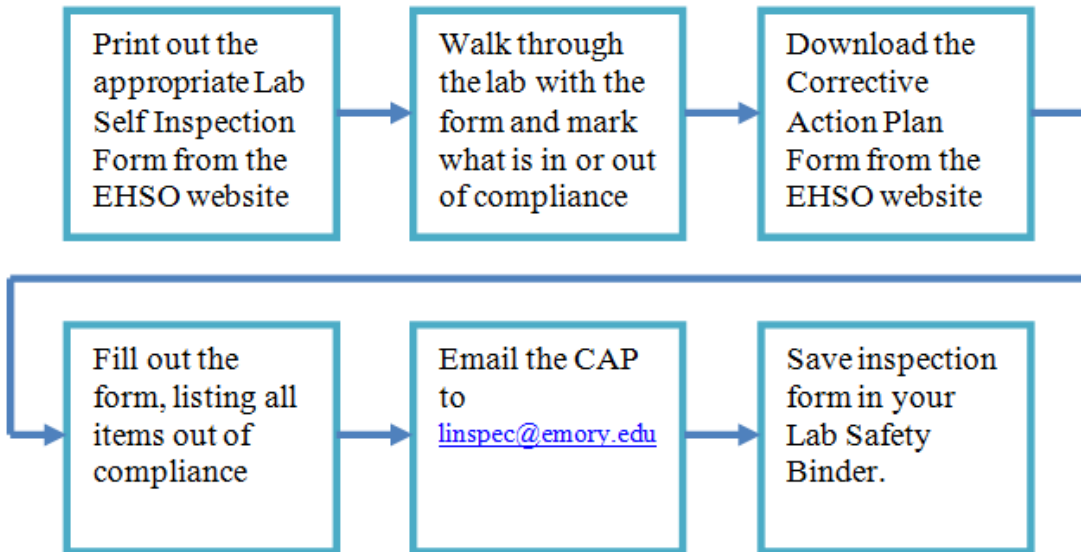 Print out the
appropriate Lab
Self Inspection
Form from the
EHSO website
Walk through
the lab with the
form and mark
what is in or out
of compliance
Download the
Corrective
Action Plan
Form from the
EHSO website
Fill out the
form, listing all
items out of
compliance
Email the CAP
to
linspec@emory.edu
Save inspection
form in your
Lab Safety
Binder.